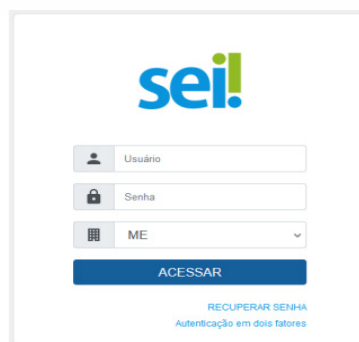 sei!
Usuário
Senha
ME
ACESSAR
RECUPERAR SENHA
Autenticação em dois fatores